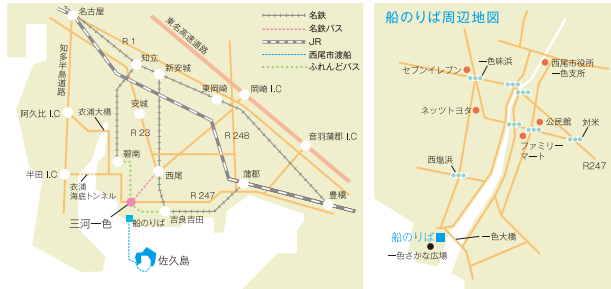 名古屋
名鉄
名鉄バス
JR
西尾市渡船
ふれんどバス
東名高速道路
R 1
知多半島道路
知立
新安城
東岡崎
岡崎 I.C
安城
阿久比 I.C
衣浦大橋
R 23
R 248
音羽蒲郡 I.C
碧南
半田 I.C
衣浦
海底トンネル
西尾
R 247
蒲郡
豊橋
三河一色
船のりば
吉良吉田
佐久島
船のりば周辺地図
セブンイレブン
一色味浜
西尾市役所
一色支所
ネッツトヨタ
公民館
対米
ファミリー
マート
西塩浜
R247
船のりば
一色大橋
一色さかな広場